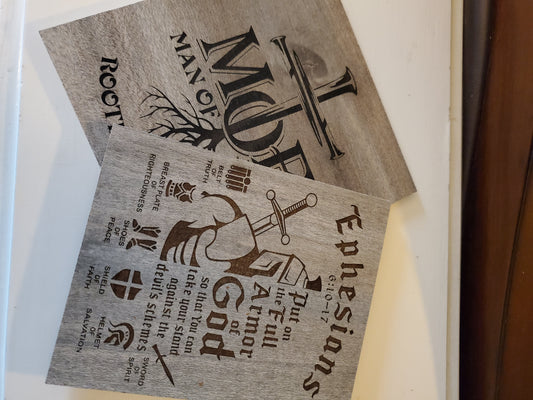 MOF
MAN OF
ROOT
Ephesians
6:10-17
Put on
the Full
Armor
of
God
so that you can
take your stand
against the
devil's schemes
BELT
OF
TRUTH
BREAST PLATE
OF
RIGHTEOUSNESS
SHOES
OF
PEACE
SHIELD
OF
FAITH
HELMET
OF
SALVATION
SWORD
OF
SPIRIT